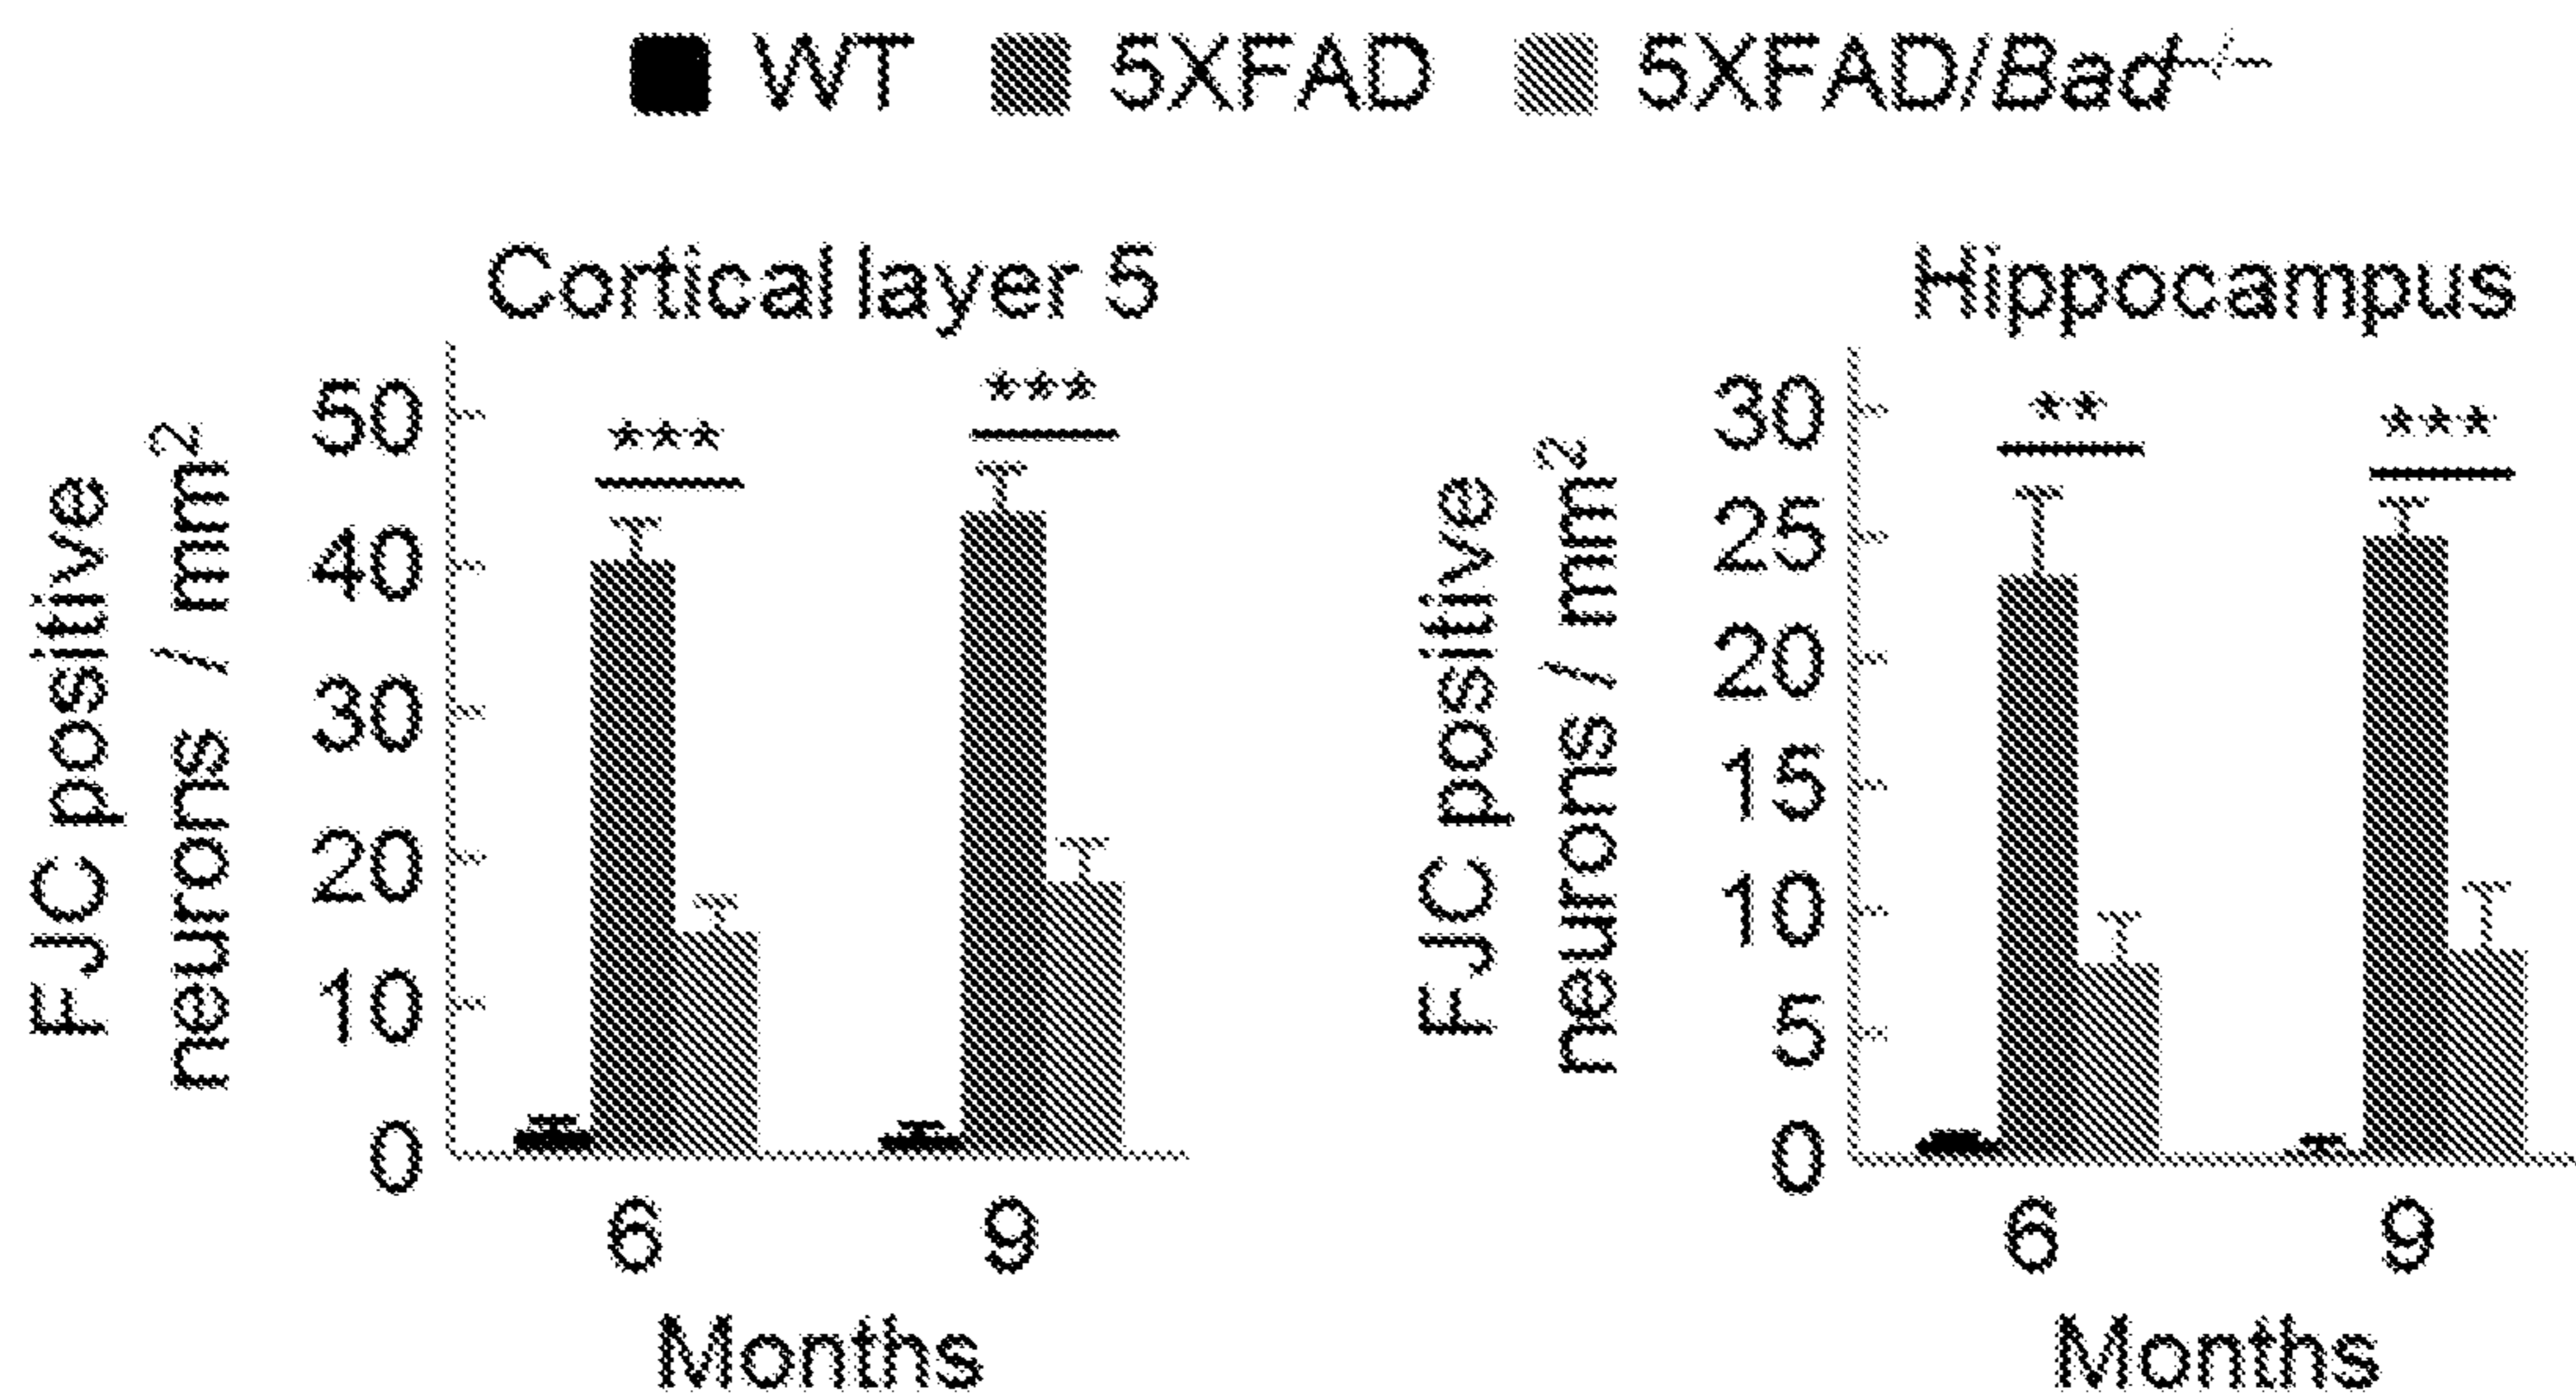 WT 5XFAD 5XFAD/Bad-/-
Cortical layer 5
FJC positive
neurons / mm2
50
40
30
20
10
0
***
***
6 9
Months
Hippocampus
FJC positive
neurons / mm2
30
25
20
15
10
5
0
**
***
6 9
Months